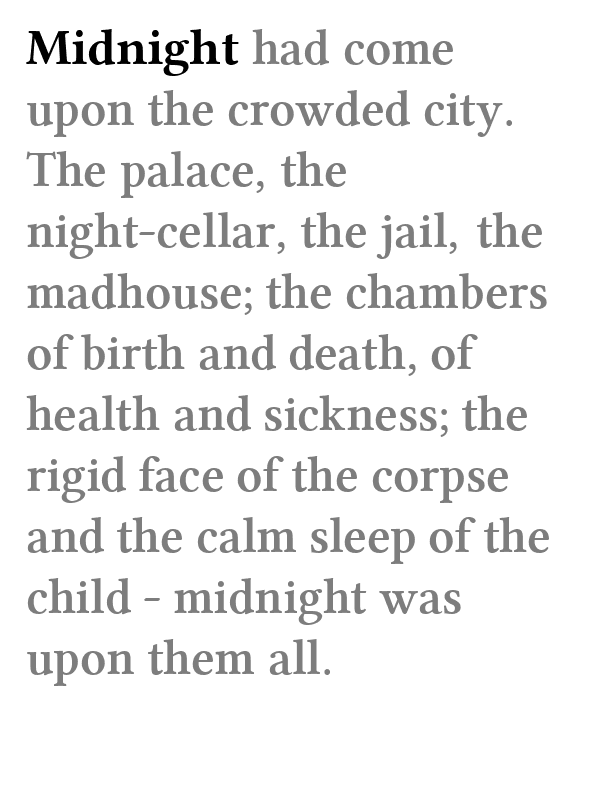 Midnight had come
upon the crowded city.
The palace, the
night-cellar, the jail, the
madhouse; the chambers
of birth and death, of
health and sickness; the
rigid face of the corpse
and the calm sleep of the
child - midnight was
upon them all.